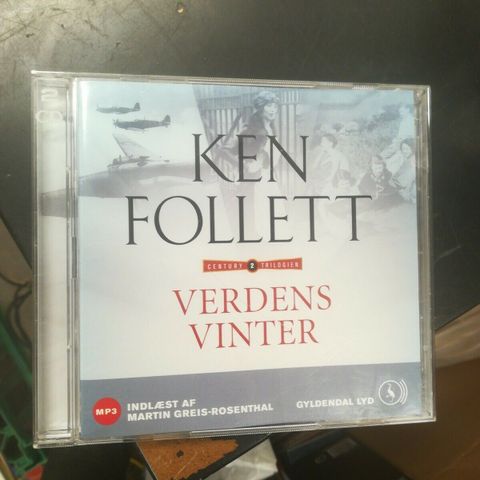 KEN
FOLLETT
CENTURY 2 TRILOGIEN
VERDENS
VINTER
MP3
INDLÆST AF
MARTIN GREIS-ROSENTHAL
GYLDENDAL LYD